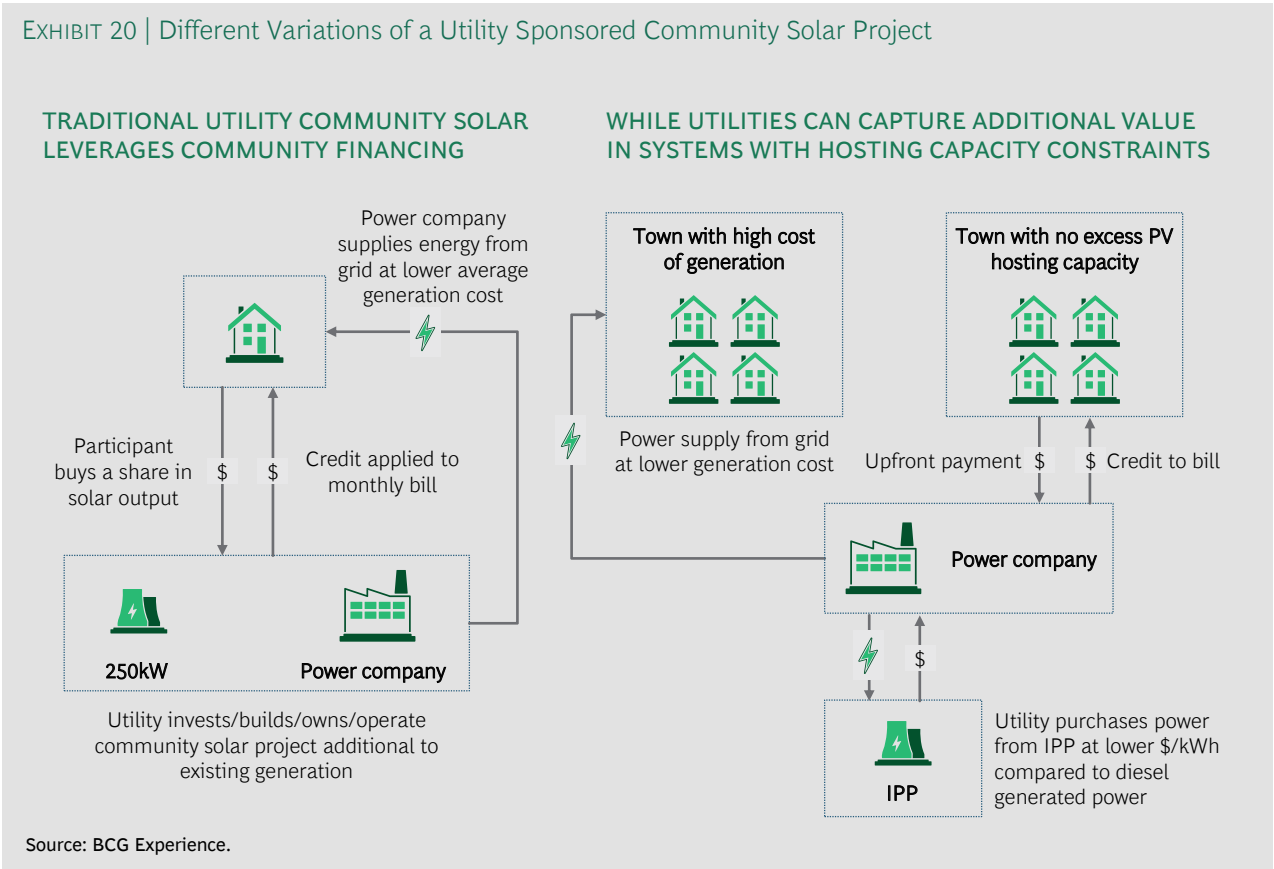 EXHIBIT 20 | Different Variations of a Utility Sponsored Community Solar Project
TRADITIONAL UTILITY COMMUNITY SOLAR
LEVERAGES COMMUNITY FINANCING
Power company
supplies energy from
grid at lower average
generation cost
Participant
buys a share in
solar output
$
$
Credit applied to
monthly bill
250kW
Power company
Utility invests/builds/owns/operate
community solar project additional to
existing generation
WHILE UTILITIES CAN CAPTURE ADDITIONAL VALUE
IN SYSTEMS WITH HOSTING CAPACITY CONSTRAINTS
Town with high cost
of generation
Power supply from grid
at lower generation cost
Town with no excess PV
hosting capacity
Upfront payment
$
$
Credit to bill
Power company
$
IPP
Utility purchases power
from IPP at lower $/kWh
compared to diesel
generated power
Source: BCG Experience.